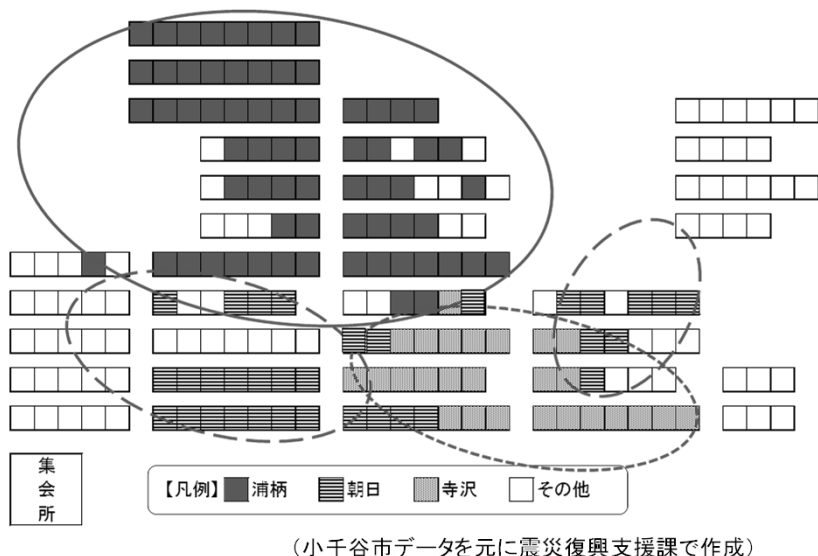 集会所
【凡例】 浦柄 朝日 寺沢 その他
（小千谷市データを元に震災復興支援課で作成）